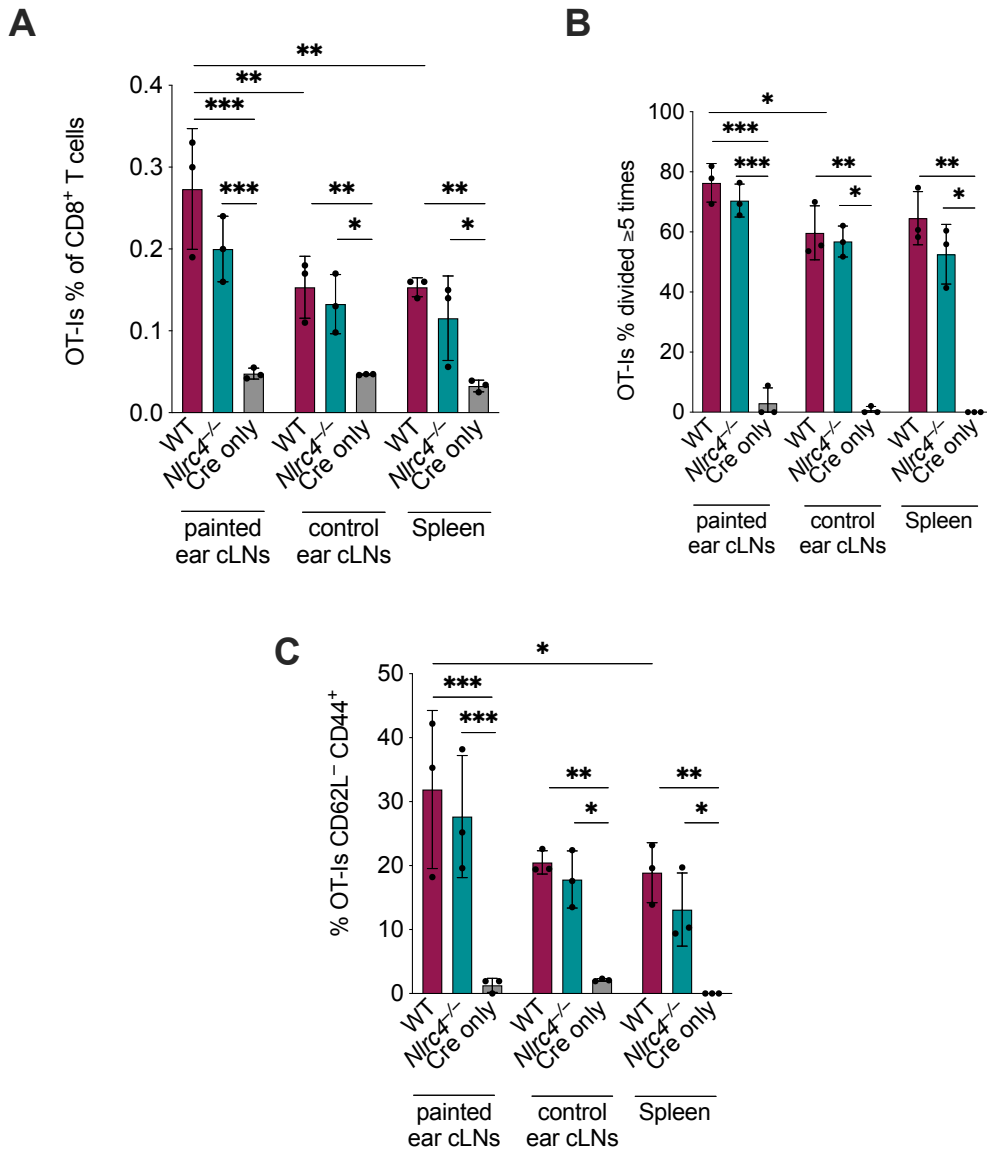 A
OT-Is % of CD8⁺ T cells
0.4
0.3
0.2
0.1
0.0
**
**
***
***
**
*
**
*
WT
Nlrc4⁻/⁻
Cre only
WT
Nlrc4⁻/⁻
Cre only
WT
Nlrc4⁻/⁻
Cre only
painted
ear cLNs
control
ear cLNs
Spleen
B
OT-Is % divided ≥5 times
100
80
60
40
20
0
*
***
***
**
*
**
*
WT
Nlrc4⁻/⁻
Cre only
WT
Nlrc4⁻/⁻
Cre only
WT
Nlrc4⁻/⁻
Cre only
painted
ear cLNs
control
ear cLNs
Spleen
C
% OT-Is CD62L⁻ CD44⁺
50
40
30
20
10
0
*
***
***
**
*
**
*
WT
Nlrc4⁻/⁻
Cre only
WT
Nlrc4⁻/⁻
Cre only
WT
Nlrc4⁻/⁻
Cre only
painted
ear cLNs
control
ear cLNs
Spleen